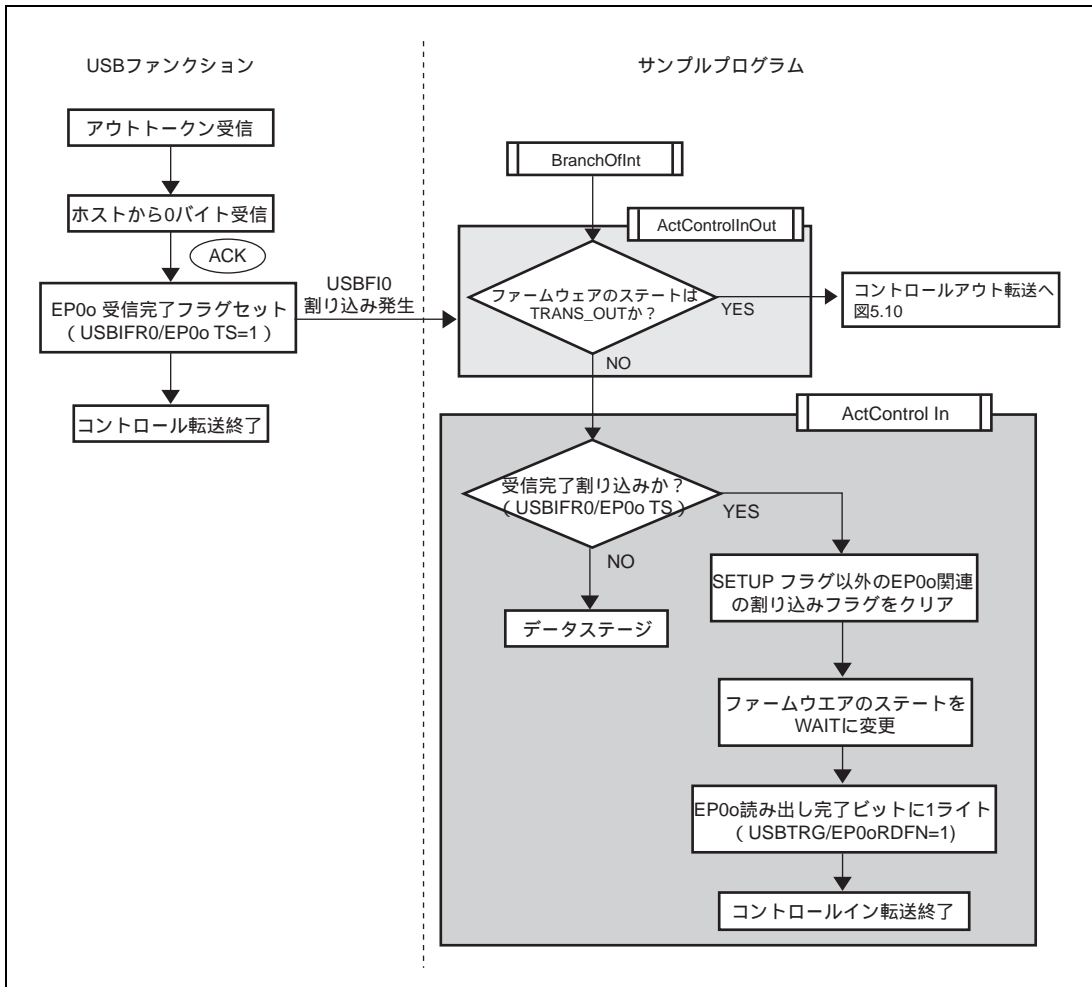 USBファンクション
アウトトークン受信
ホストから0バイト受信
ACK
EP0o 受信完了フラグセット
( USBIFR0/EP0o TS=1 )
コントロール転送終了
USBFI0
割り込み発生
サンプルプログラム
BranchOfInt
ActControlInOut
ファームウェアのステートは
TRANS_OUTか？
YES
コントロールアウト転送へ
図5.10
NO
ActControl In
受信完了割り込みか？
( USBIFR0/EP0o TS )
YES
NO
データステージ
SETUP フラグ以外のEP0o関連
の割り込みフラグをクリア
ファームウエアのステートを
WAITに変更
EP0o読み出し完了ビットに1ライト
( USBTRG/EP0oRDFN=1)
コントロールイン転送終了